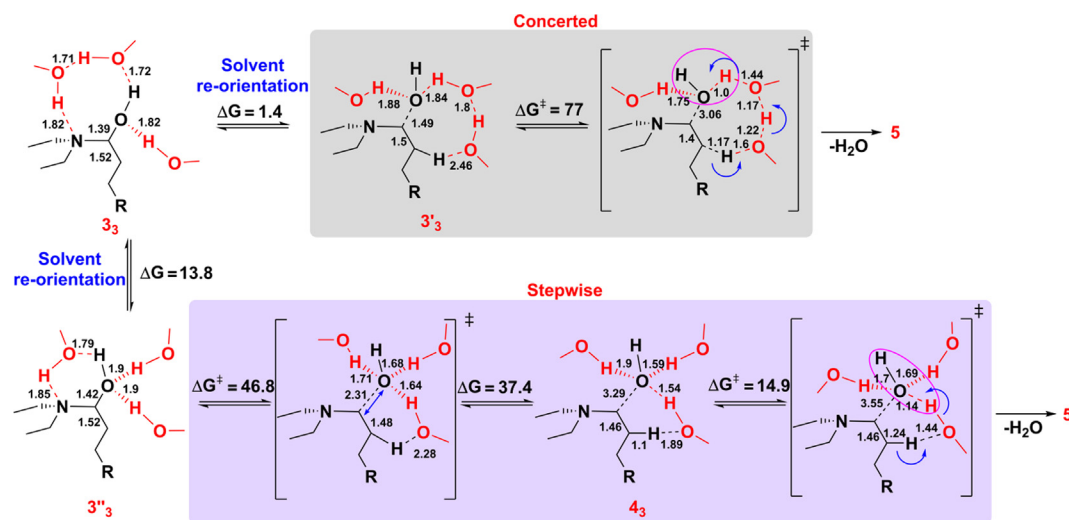 Concerted
‡
1.71
H
O
O
1.72
H
H
1.82
O
1.82
1.39
N
H
1.52
O
R
3₃
Solvent
re-orientation
ΔG = 1.4
H
H
O
H
O
O
1.88
1.84
1.8
N
1.49
H
1.5
H
O
2.46
R
3'₃
ΔG‡ = 77
H
H
1.44
O
H
O
O
1.75
1.0
1.17
3.06
H
N
1.22
1.4
1.17
H
1.6
O
R
-H₂O
5
Solvent
re-orientation
ΔG = 13.8
Stepwise
1.79
O
H
O
H
1.9
H
O
1.85
1.42
1.9
N
H
1.52
O
R
3''₃
ΔG‡ = 46.8
‡
H
O
O
H
1.68
H
1.71
O
1.64
2.31
H
N
1.48
O
H
2.28
R
ΔG = 37.4
H
O
O
1.9
1.59
H
H
O
1.54
3.29
H
N
1.46
H
O
1.1
1.89
R
4₃
ΔG‡ = 14.9
‡
H
O
O
H
1.7
1.69
H
O
H
1.14
3.55
N
1.24
1.44
1.46
H
O
R
-H₂O
5